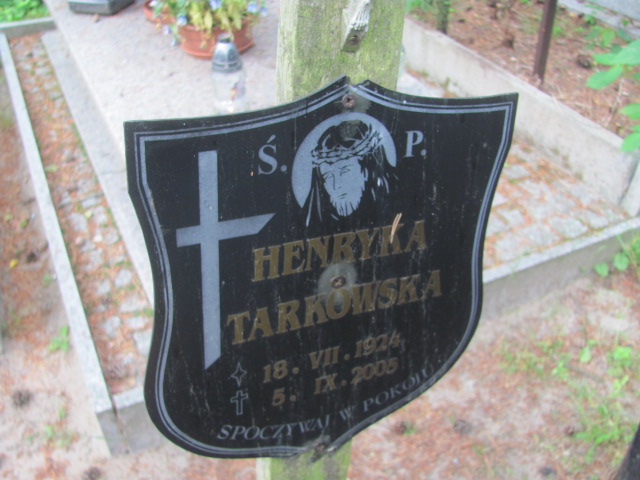 Ś. P.
HENRYKA
TARKOWSKA
18. VII. 1924
5. IX. 2005
SPOCZYWAJ W POKOJU